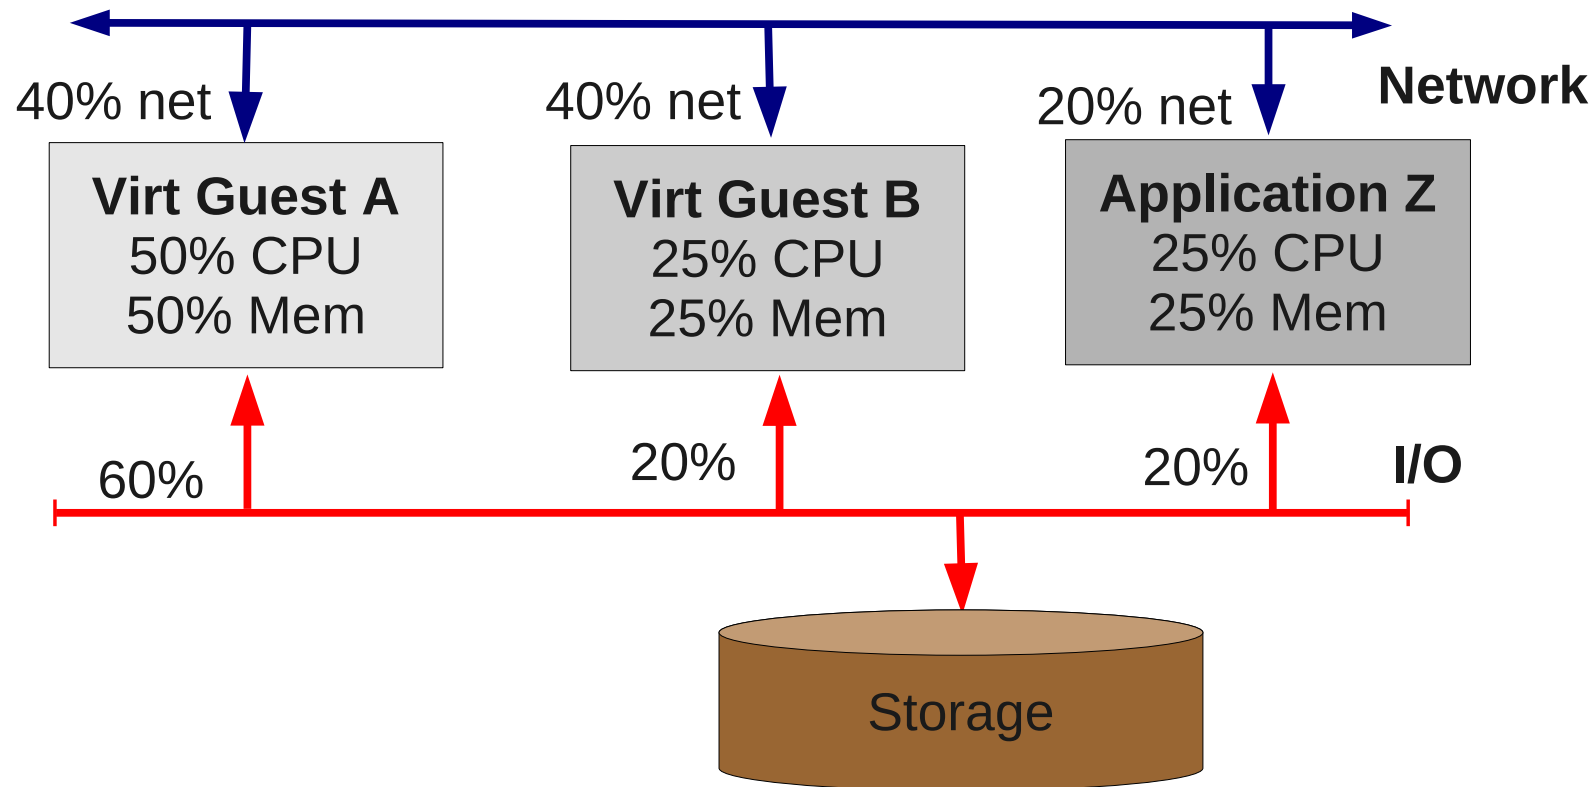 40% net
40% net
20% net
Network
Virt Guest A
50% CPU
50% Mem
Virt Guest B
25% CPU
25% Mem
Application Z
25% CPU
25% Mem
60%
20%
20%
I/O
Storage